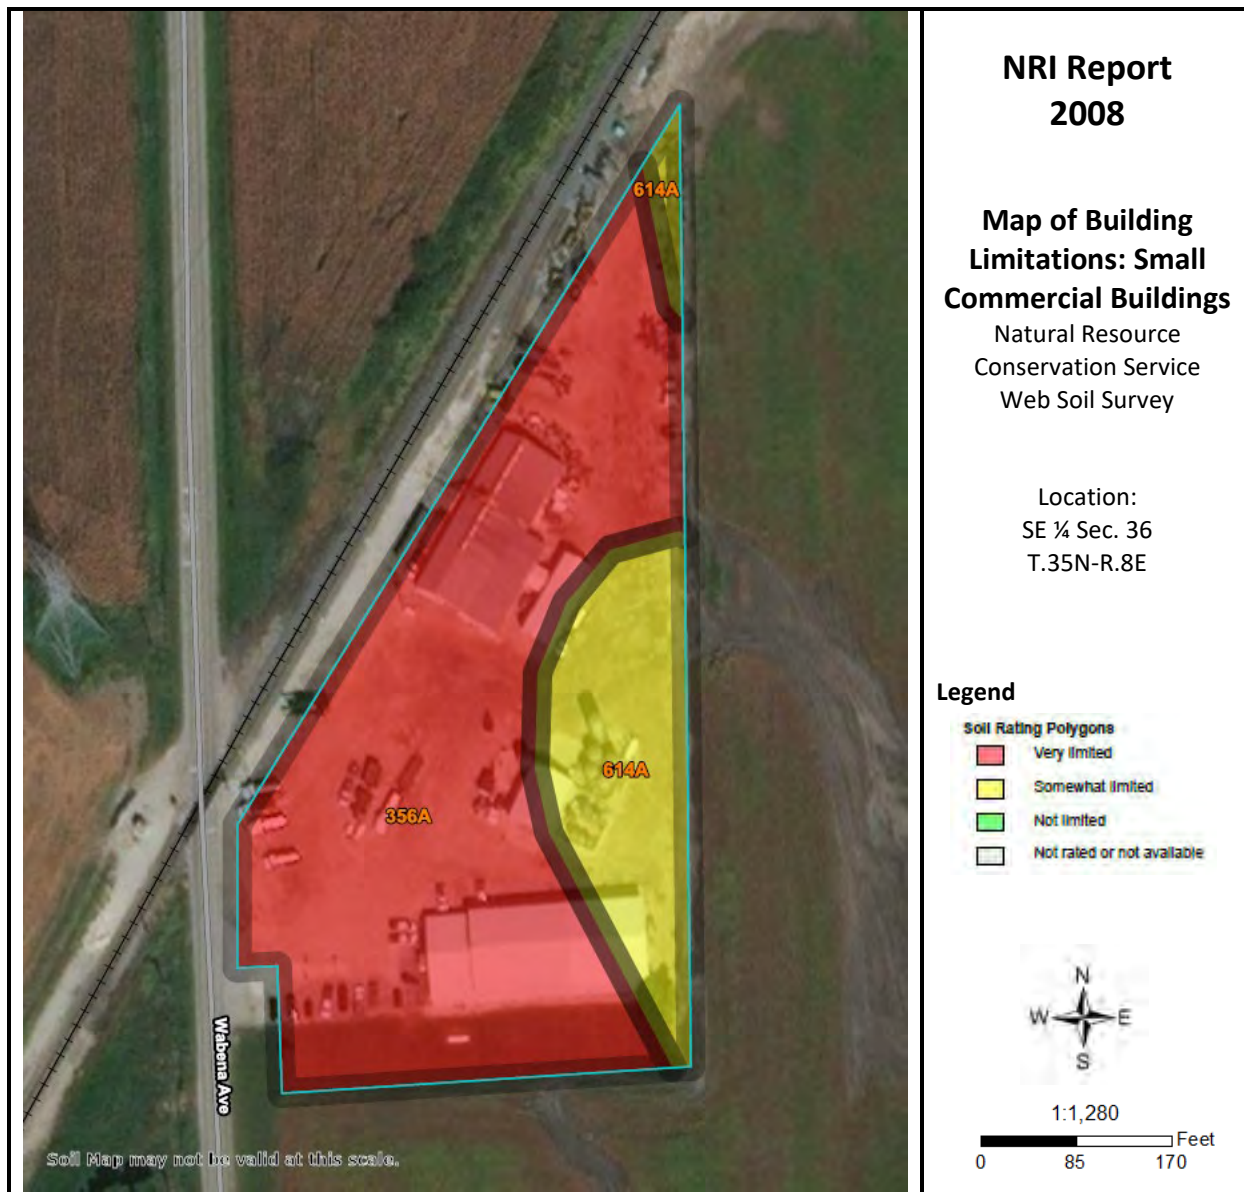 614A
614A
356A
Wabena Ave
Soil Map may not be valid at this scale.
NRI Report
2008
Map of Building
Limitations: Small
Commercial Buildings
Natural Resource
Conservation Service
Web Soil Survey
Location:
SE ¼ Sec. 36
T.35N-R.8E
Legend
Soil Rating Polygons
Very limited
Somewhat limited
Not limited
Not rated or not available
N
W E
S
1:1,280
Feet
0 85 170